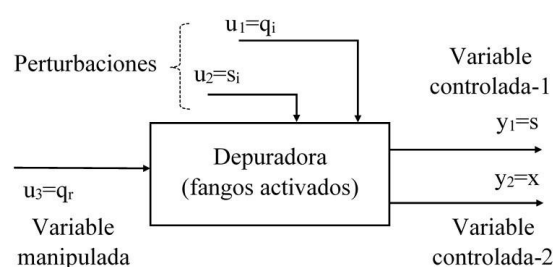 u1=qi
Perturbaciones
u2=si
Variable
controlada-1
y1=s
Depuradora
(fangos activados)
y2=x
u3=qr
Variable
manipulada
Variable
controlada-2